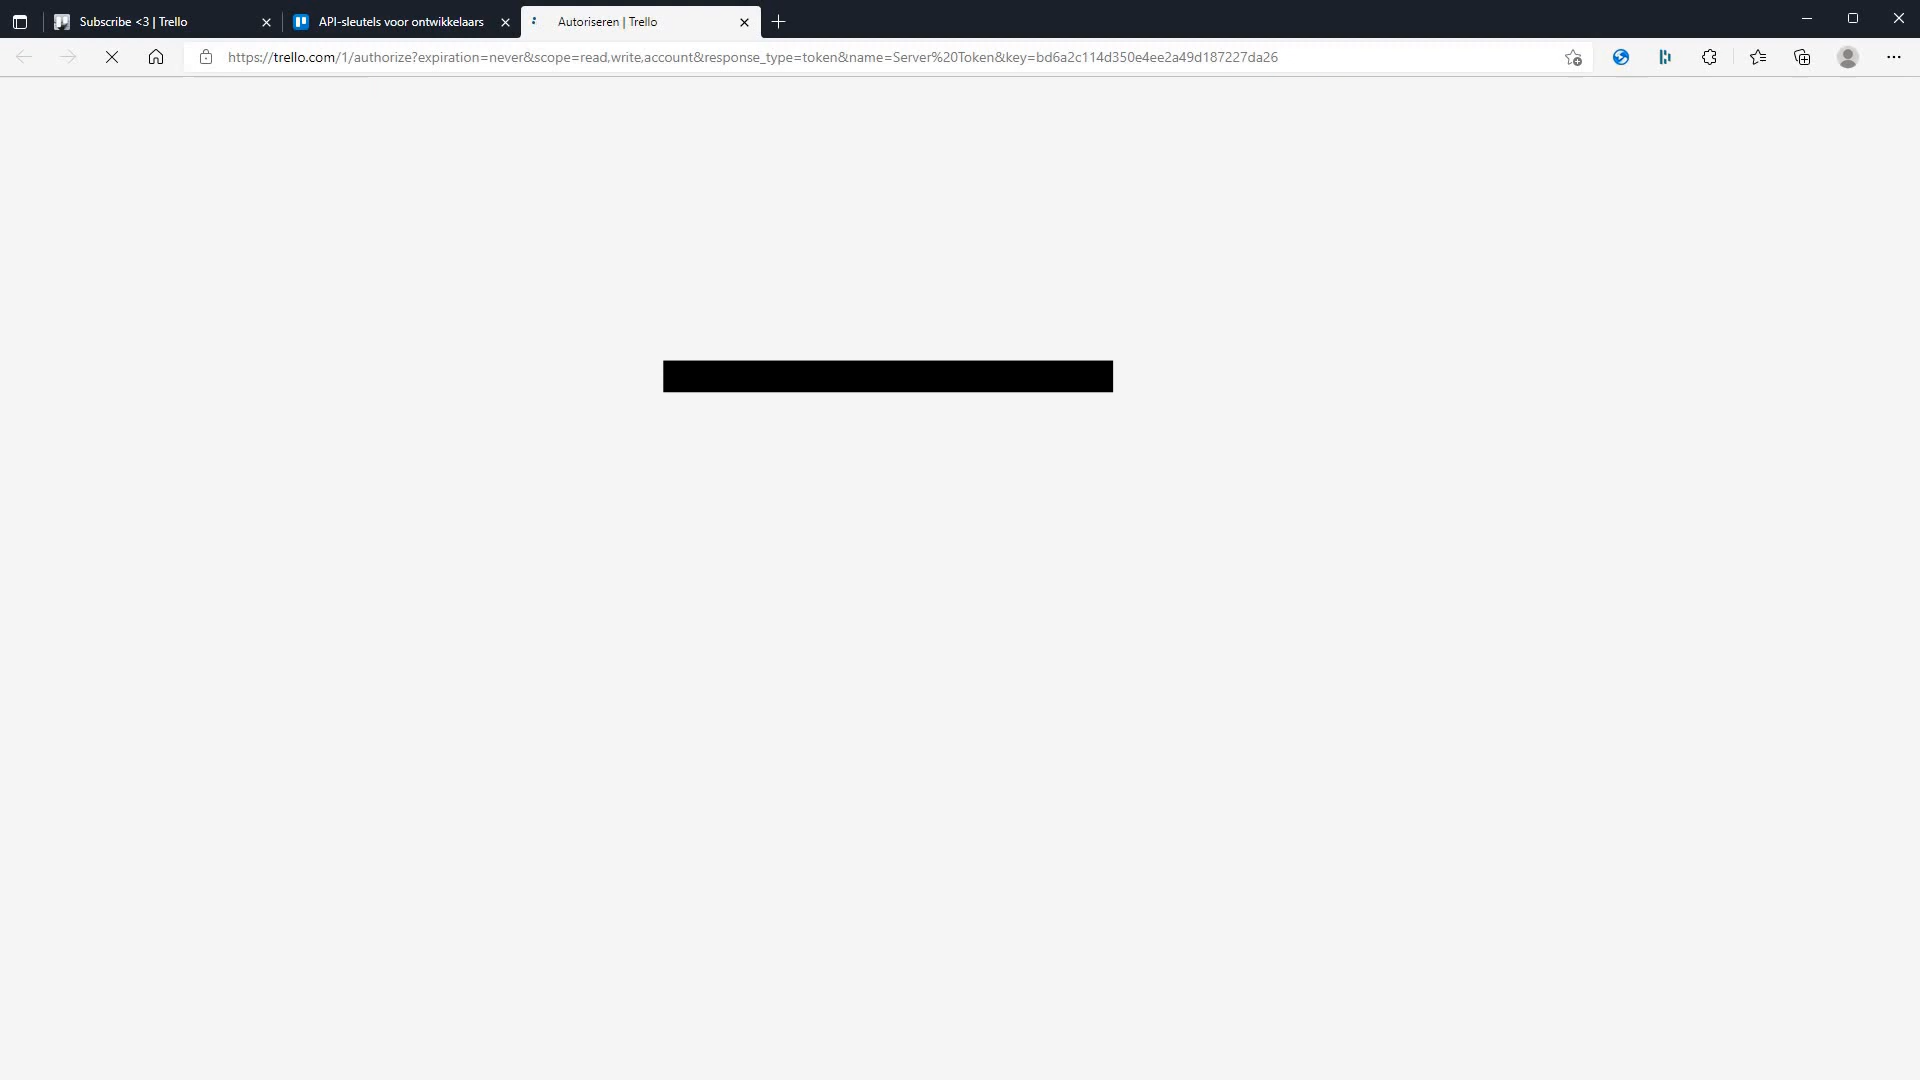 Subscribe <3 | Trello
API-sleutels voor ontwikkelaars
Autoriseren | Trello
https://trello.com/1/authorize?expiration=never&scope=read,write,account&response_type=token&name=Server%20Token&key=bd6a2c114d350e4ee2a49d187227da26